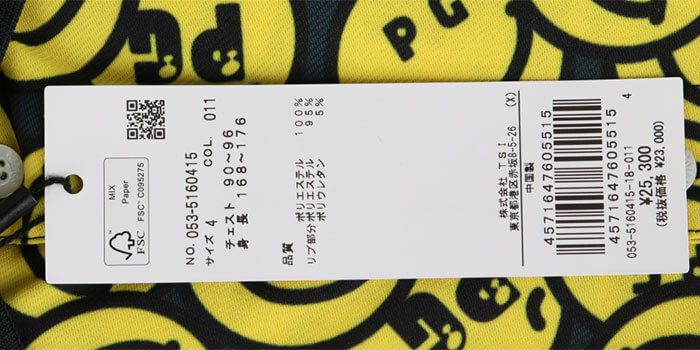 MIX
Paper
FSC
FSC™ C095275
NO. 053-5160415
COL. 011
サイズ 4
チェスト 90~96
身 長 168~176
品質
ポリエステル 100%
リブ部分 ポリエステル 95%
ポリウレタン 5%
株式会社 TSI (X)
東京都港区赤坂8-5-26
中国製
4571647605515
4571647605515 4
053-5160415-18-011
¥25,300
(税抜価格 ¥23,000)
P G
P G